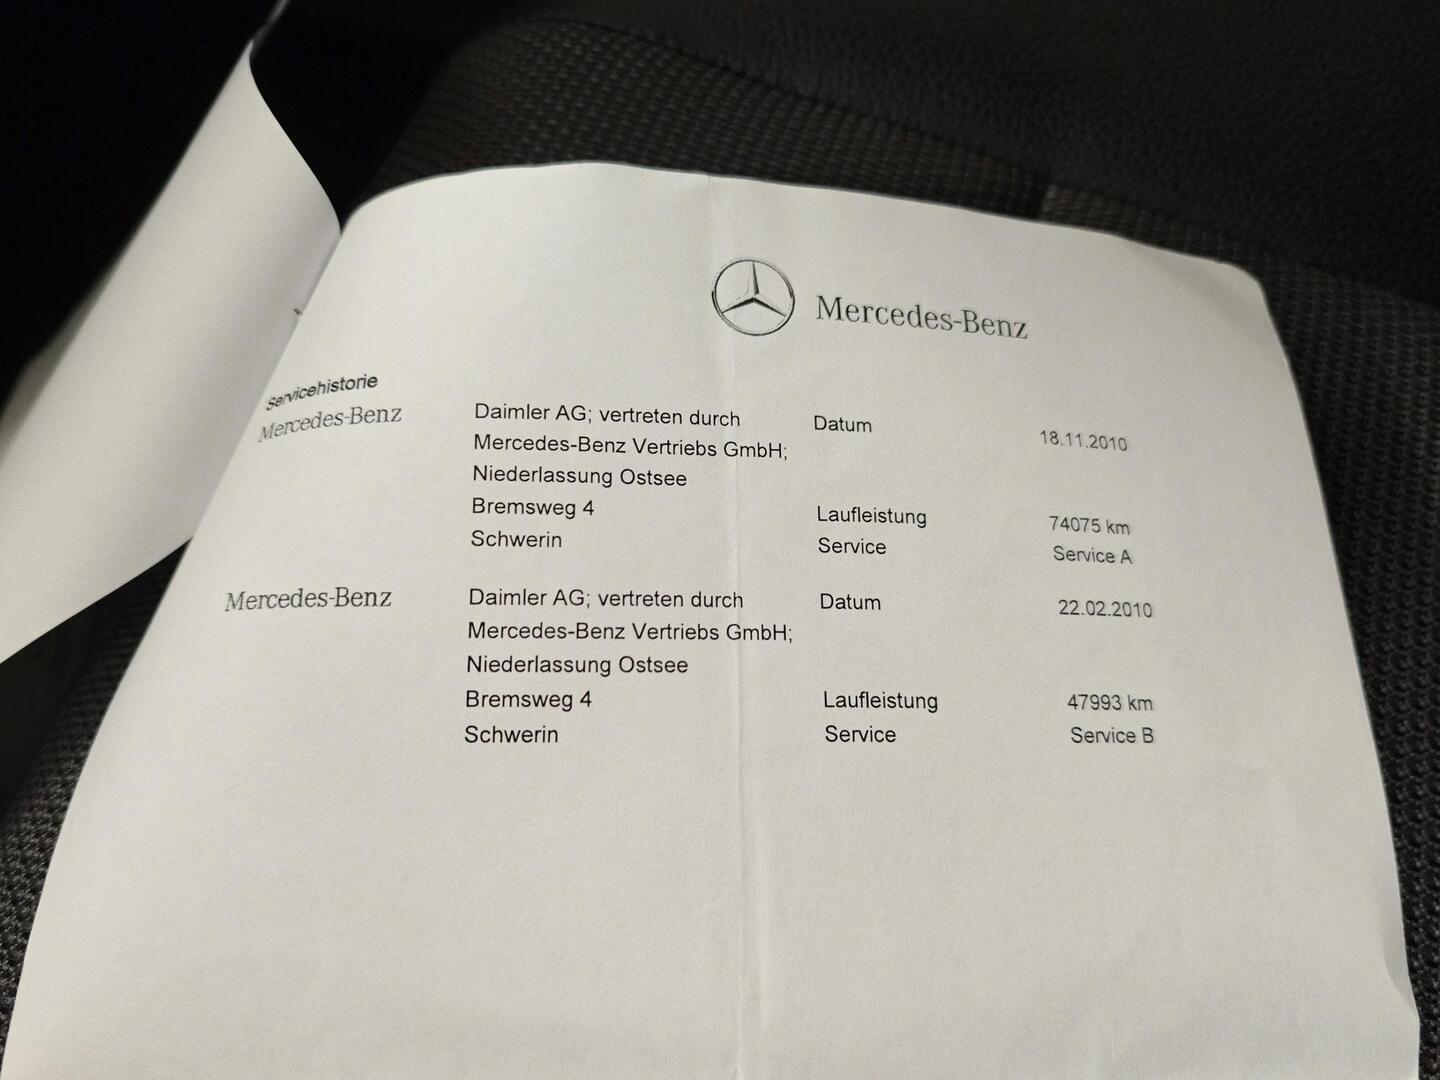 Mercedes-Benz
Servicehistorie
Mercedes-Benz
Daimler AG; vertreten durch
Mercedes-Benz Vertriebs GmbH;
Niederlassung Ostsee
Bremsweg 4
Schwerin
Datum 18.11.2010
Laufleistung 74075 km
Service Service A
Mercedes-Benz
Daimler AG; vertreten durch
Mercedes-Benz Vertriebs GmbH;
Niederlassung Ostsee
Bremsweg 4
Schwerin
Datum 22.02.2010
Laufleistung 47993 km
Service Service B